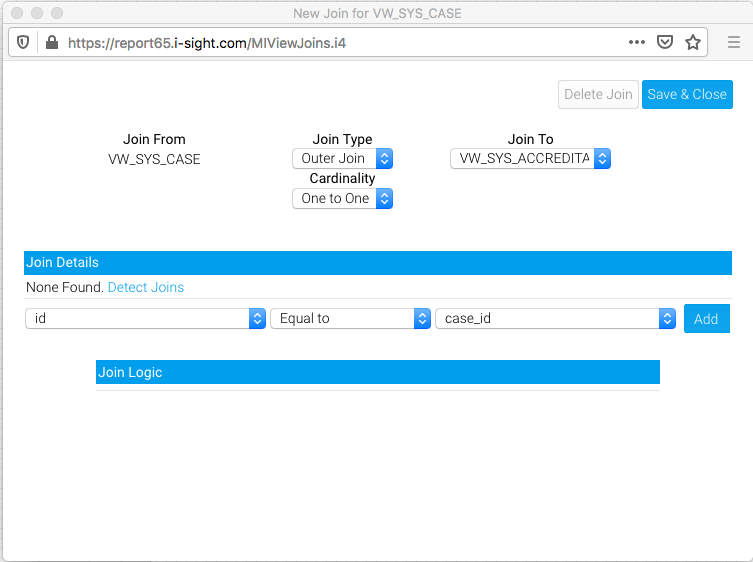 New Join for VW_SYS_CASE
https://report65.i-sight.com/MIViewJoins.i4
Delete Join Save & Close
Join From Join Type Join To
VW_SYS_CASE Outer Join VW_SYS_ACCREDITA
Cardinality
One to One
Join Details
None Found. Detect Joins
id Equal to case_id Add
Join Logic